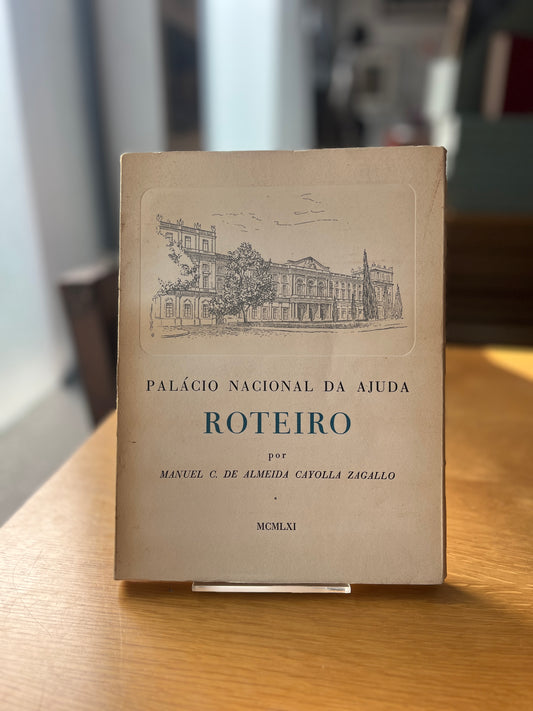 PALÁCIO NACIONAL DA AJUDA
ROTEIRO
por
MANUEL C. DE ALMEIDA CAYOLLA ZAGALLO
MCMLXI